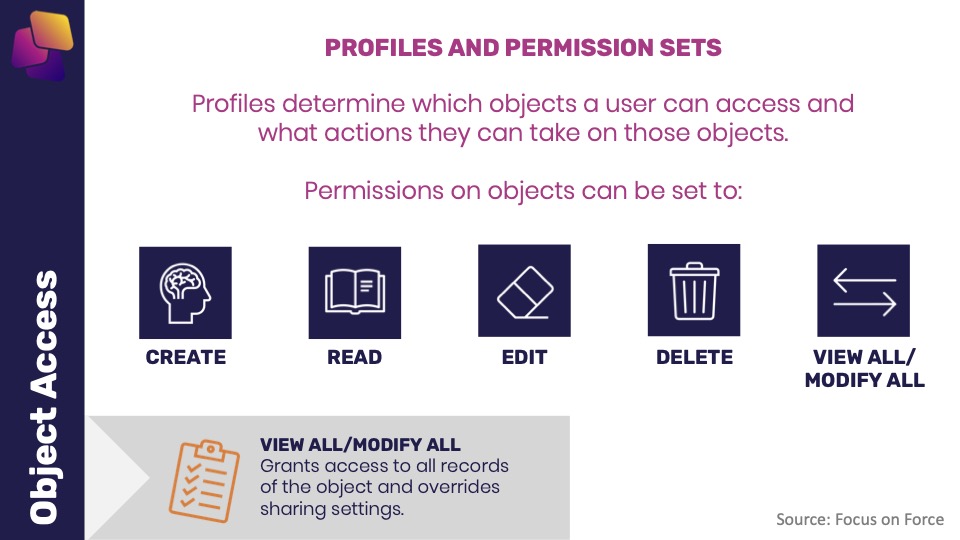 PROFILES AND PERMISSION SETS
Profiles determine which objects a user can access and
what actions they can take on those objects.
Permissions on objects can be set to:
CREATE
READ
EDIT
DELETE
VIEW ALL/
MODIFY ALL
Object Access
VIEW ALL/MODIFY ALL
Grants access to all records
of the object and overrides
sharing settings.
Source: Focus on Force